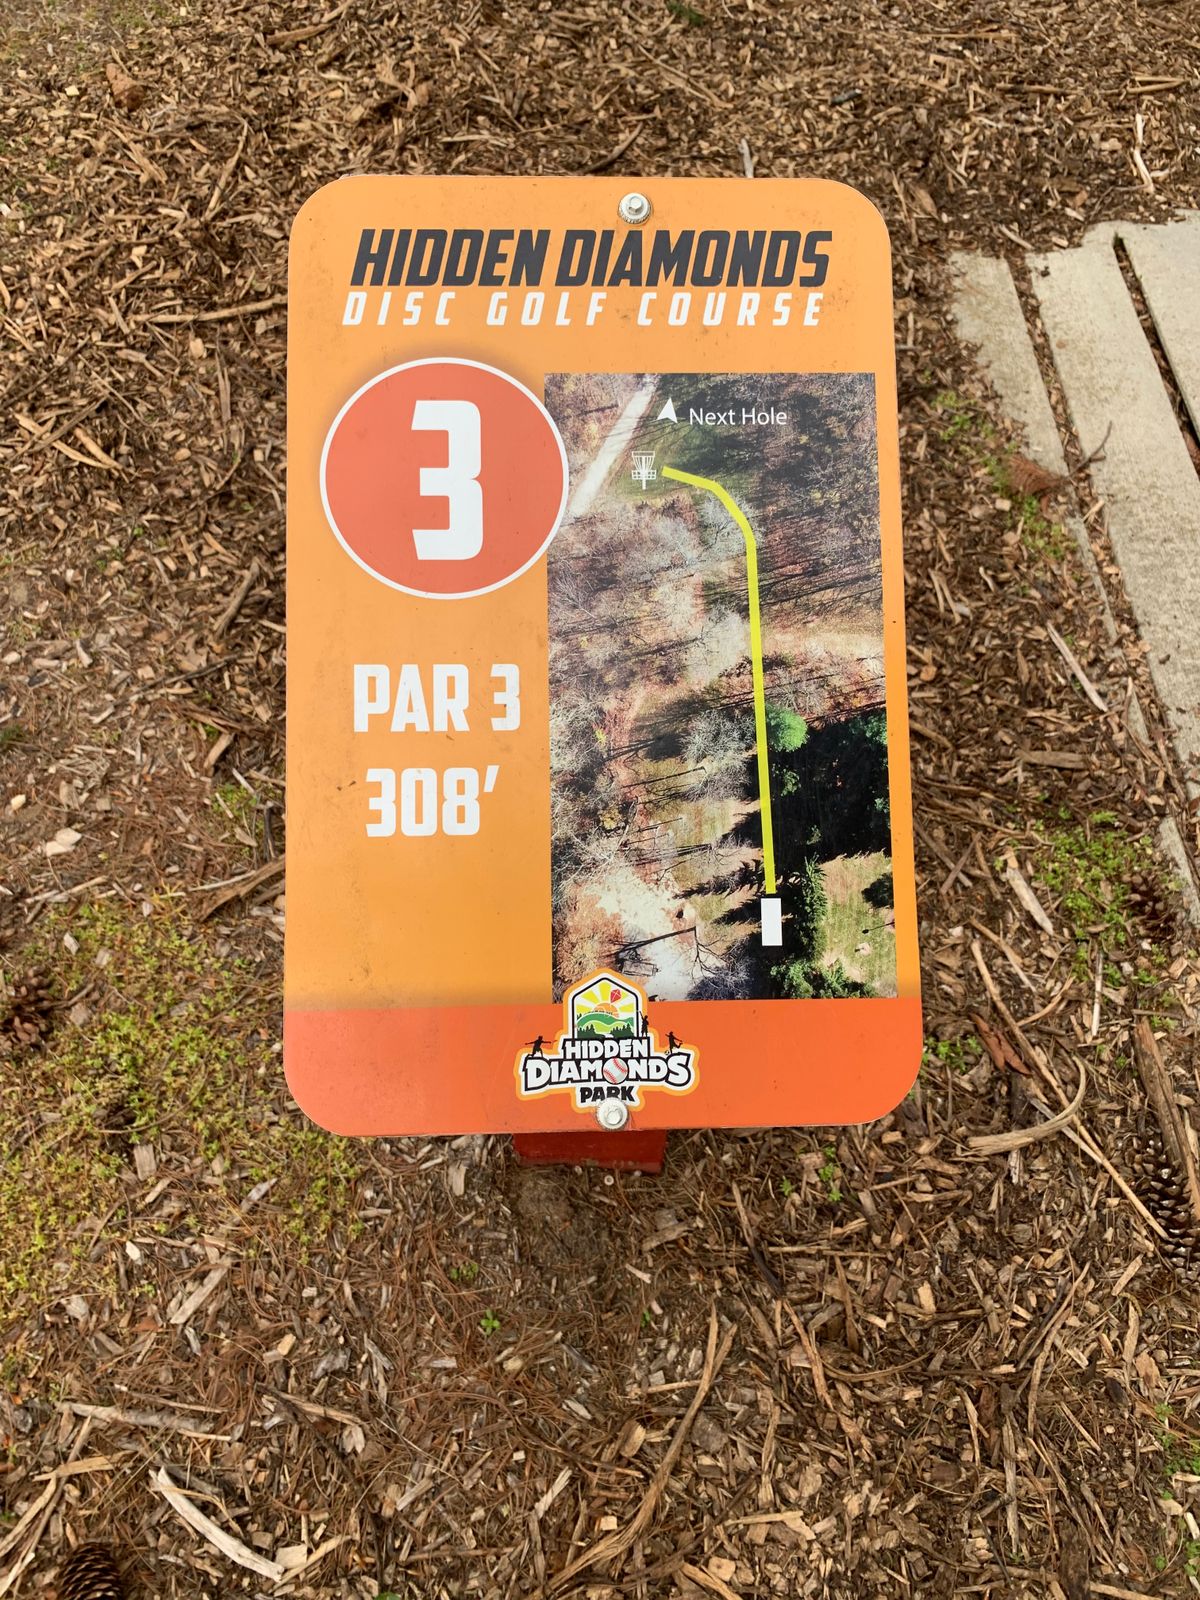 HIDDEN DIAMONDS
DISC GOLF COURSE
3
Next Hole
PAR 3
308'
HIDDEN
DIAMONDS
PARK